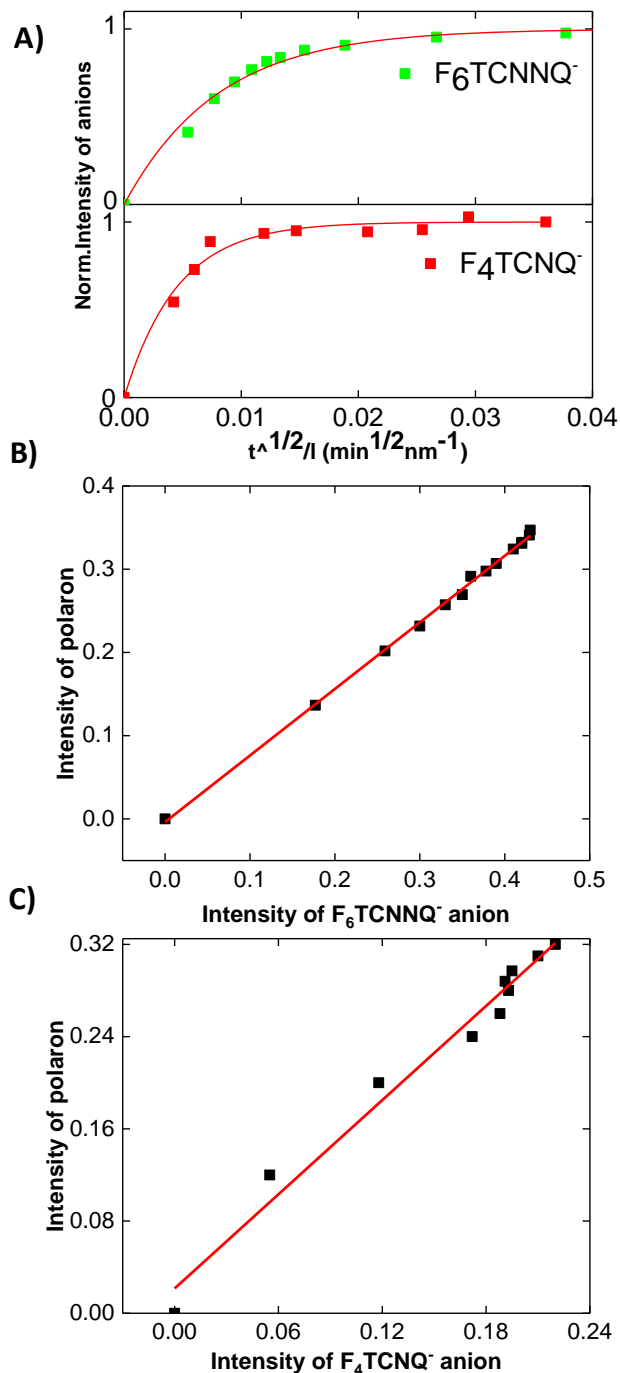 A)
Norm.Intensity of anions
1
F₆TCNNQ⁻
0
1
F₄TCNQ⁻
0
0.00 0.01 0.02 0.03 0.04
t^1/2/l (min1/2nm-1)
B)
Intensity of polaron
0.4
0.3
0.2
0.1
0.0
0.0 0.1 0.2 0.3 0.4 0.5
Intensity of F₆TCNNQ⁻ anion
C)
Intensity of polaron
0.32
0.24
0.16
0.08
0.00
0.00 0.06 0.12 0.18 0.24
Intensity of F₄TCNQ⁻ anion